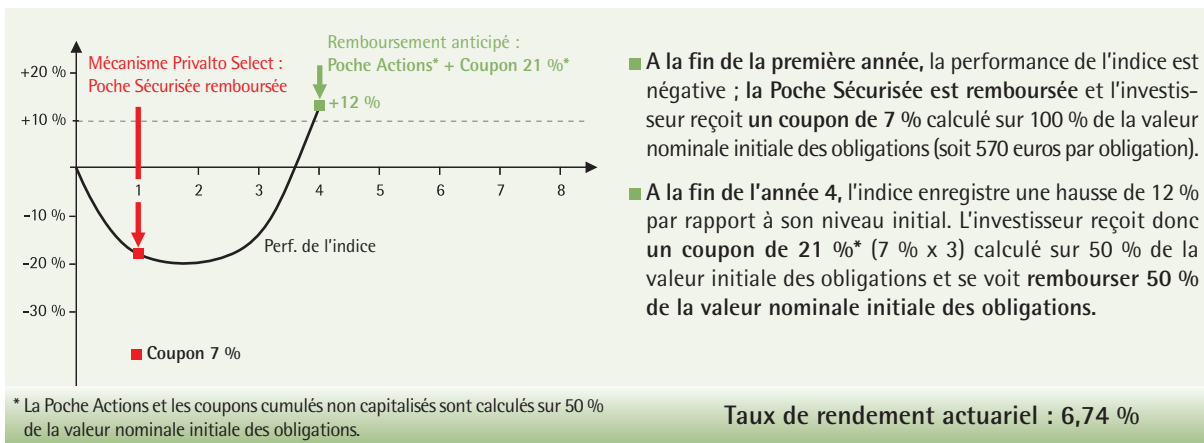 Mécanisme Privalto Select :
Poche Sécurisée remboursée
Remboursement anticipé :
Poche Actions* + Coupon 21 %*
+20 %
+12 %
+10 %
1 2 3 4 5 6 7 8
-10 %
Perf. de l'indice
-20 %
-30 %
Coupon 7 %
A la fin de la première année, la performance de l'indice est
négative ; la Poche Sécurisée est remboursée et l'investis-
seur reçoit un coupon de 7 % calculé sur 100 % de la valeur
nominale initiale des obligations (soit 570 euros par obligation).
A la fin de l'année 4, l'indice enregistre une hausse de 12 %
par rapport à son niveau initial. L'investisseur reçoit donc
un coupon de 21 %* (7 % x 3) calculé sur 50 % de la
valeur initiale des obligations et se voit rembourser 50 %
de la valeur nominale initiale des obligations.
* La Poche Actions et les coupons cumulés non capitalisés sont calculés sur 50 %
de la valeur nominale initiale des obligations.
Taux de rendement actuariel : 6,74 %